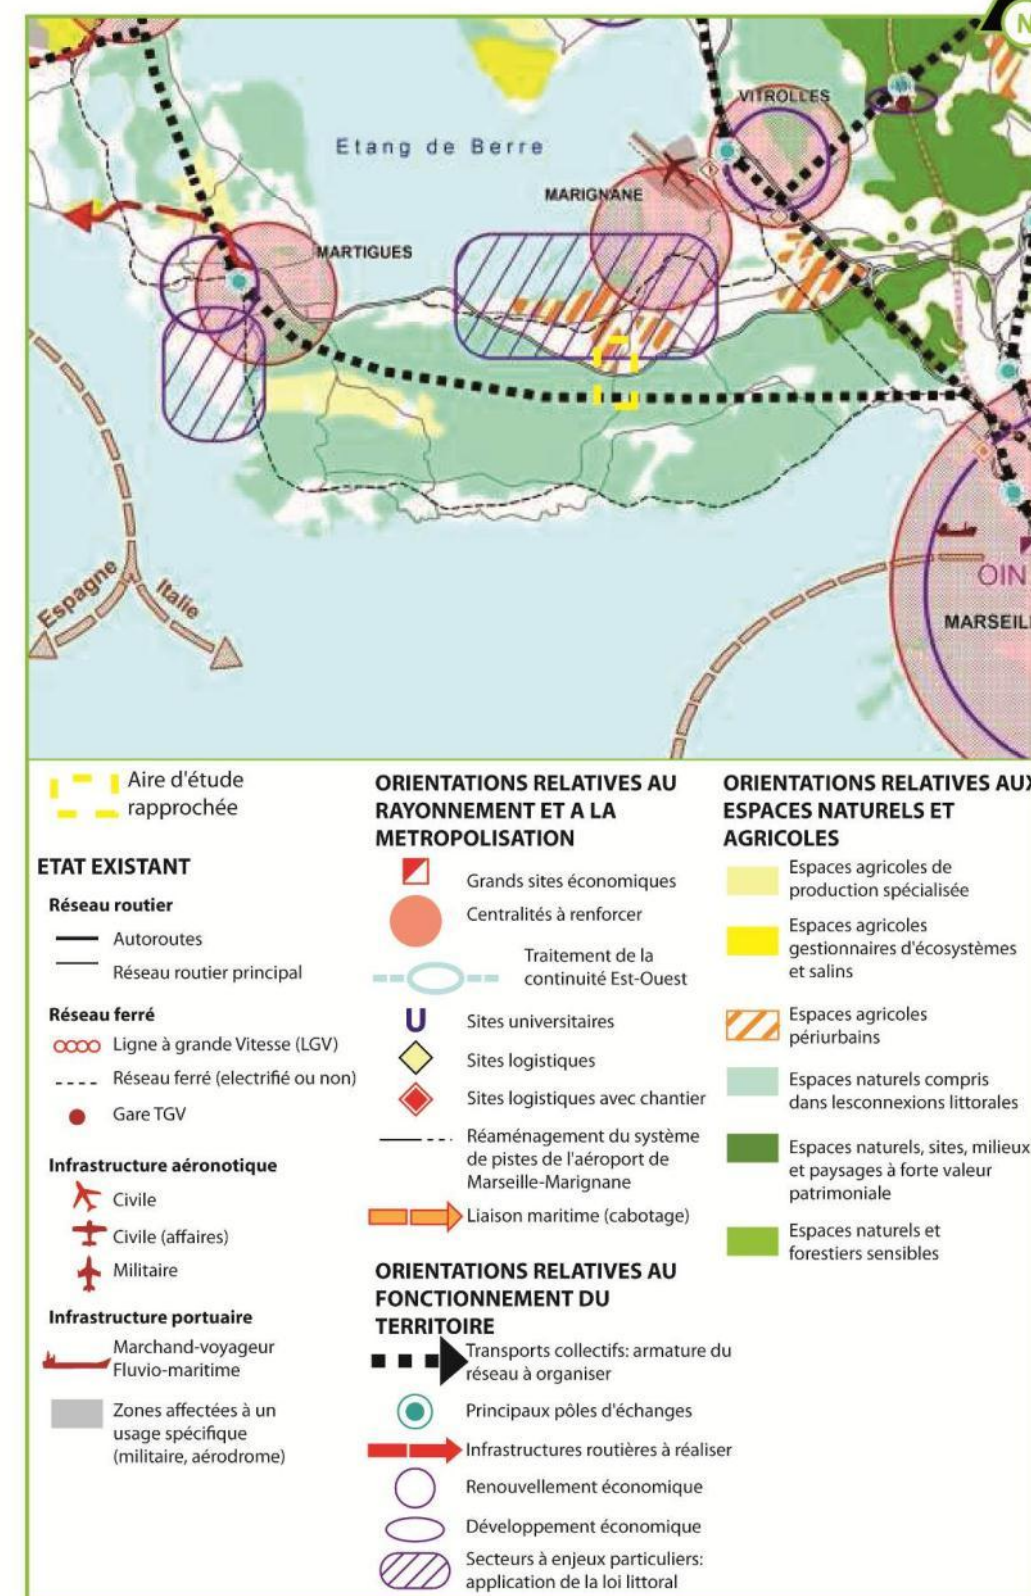 N
VITROLLES
Etang de Berre
MARIGNANE
MARTIGUES
Espagne
Italie
OIN
MARSEIL
Aire d'étude
rapprochée
ETAT EXISTANT
Réseau routier
Autoroutes
Réseau routier principal
Réseau ferré
Ligne à grande Vitesse (LGV)
Réseau ferré (electrifié ou non)
Gare TGV
Infrastructure aéronotique
Civile
Civile (affaires)
Militaire
Infrastructure portuaire
Marchand-voyageur
Fluvio-maritime
Zones affectées à un
usage spécifique
(militaire, aérodrome)
ORIENTATIONS RELATIVES AU
RAYONNEMENT ET A LA
METROPOLISATION
Grands sites économiques
Centralités à renforcer
Traitement de la
continuité Est-Ouest
U
Sites universitaires
Sites logistiques
Sites logistiques avec chantier
Réaménagement du système
de pistes de l'aéroport de
Marseille-Marignane
Liaison maritime (cabotage)
ORIENTATIONS RELATIVES AU
FONCTIONNEMENT DU
TERRITOIRE
Transports collectifs: armature du
réseau à organiser
Principaux pôles d'échanges
Infrastructures routières à réaliser
Renouvellement économique
Développement économique
Secteurs à enjeux particuliers:
application de la loi littoral
ORIENTATIONS RELATIVES AUX
ESPACES NATURELS ET
AGRICOLES
Espaces agricoles de
production spécialisée
Espaces agricoles
gestionnaires d'écosystèmes
et salins
Espaces agricoles
périurbains
Espaces naturels compris
dans lesconnexions littorales
Espaces naturels, sites, milieux
et paysages à forte valeur
patrimoniale
Espaces naturels et
forestiers sensibles